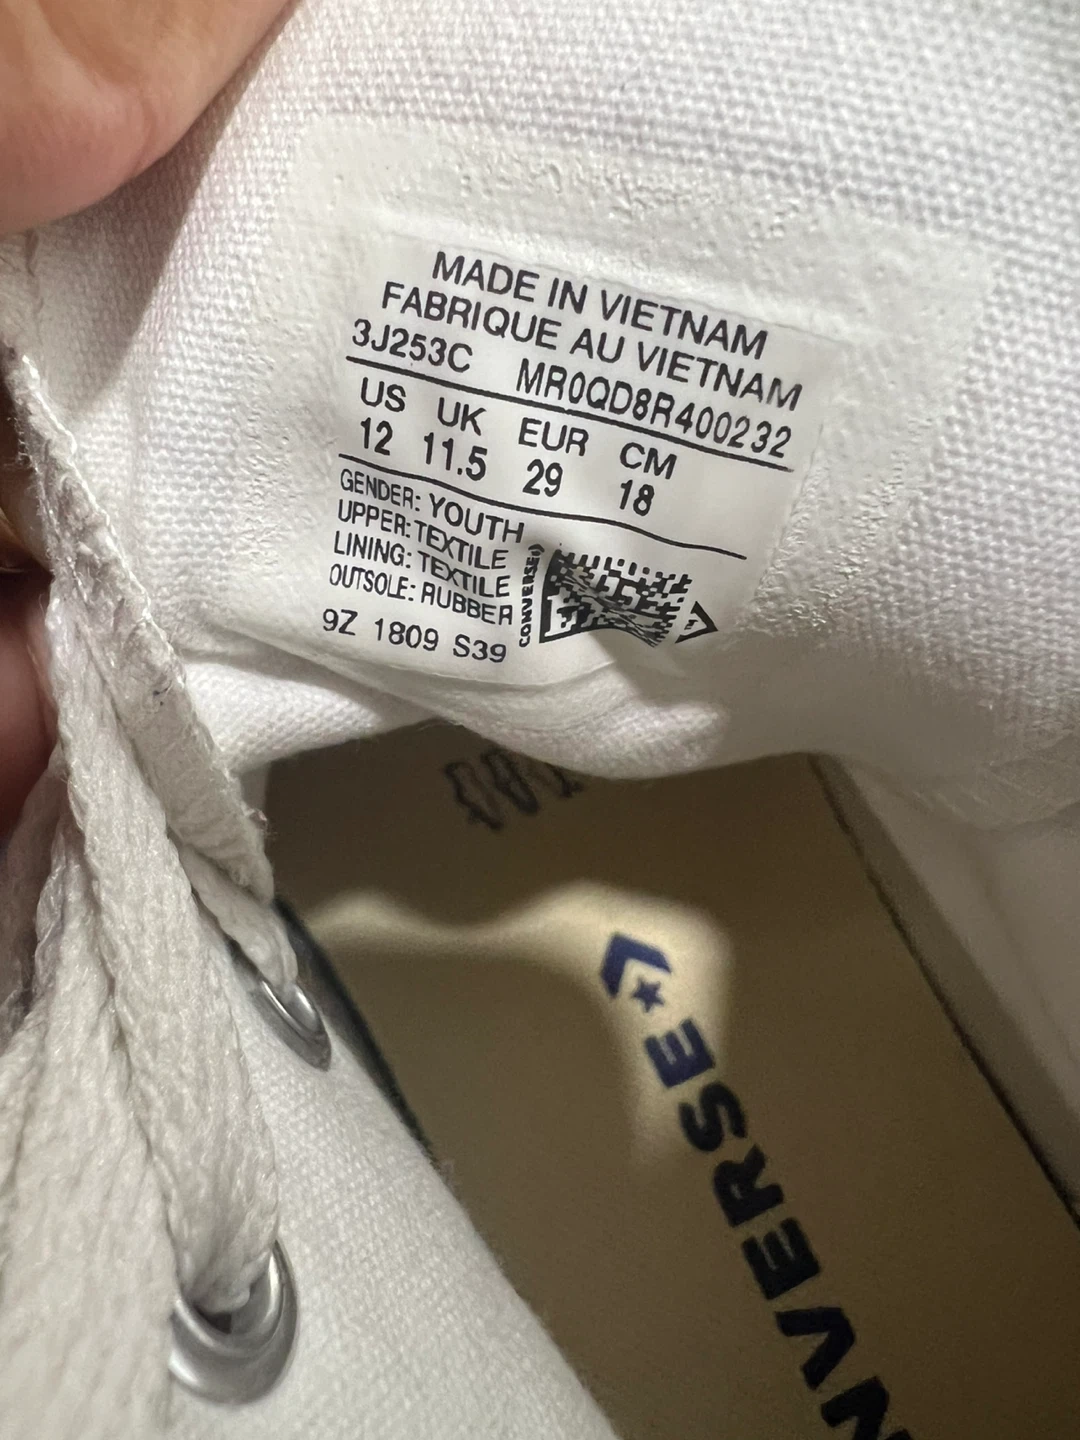 MADE IN VIETNAM
FABRIQUE AU VIETNAM
3J253C MR0QD8R400232
US UK EUR CM
12 11.5 29 18
GENDER: YOUTH
UPPER: TEXTILE
LINING: TEXTILE
OUTSOLE: RUBBER
9Z 1809 S39
CONVERSE
NVERSE